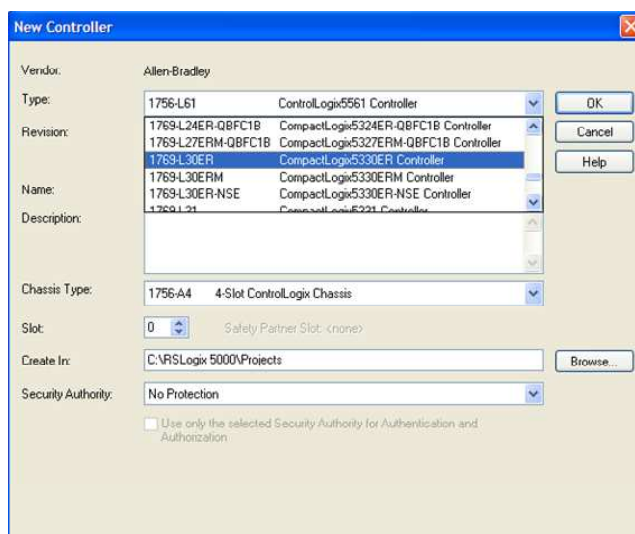 New Controller
Vendor: Allen-Bradley
Type: 1756-L61 ControlLogix5561 Controller OK
1769-L24ER-QBFC1B CompactLogix5324ER-QBFC1B Controller
Revision: 1769-L27ERM-QBFC1B CompactLogix5327ERM-QBFC1B Controller Cancel
1769-L30ER CompactLogix5330ER Controller Help
1769-L30ERM CompactLogix5330ERM Controller
Name: 1769-L30ER-NSE CompactLogix5330ER-NSE Controller
1769-L31 CompactLogix5331 Controller
Description:
Chassis Type: 1756-A4 4-Slot ControlLogix Chassis
Slot: 0 Safety Partner Slot: <none>
Create In: C:\RSLogix 5000\Projects Browse...
Security Authority: No Protection
Use only the selected Security Authority for Authentication and
Authorization